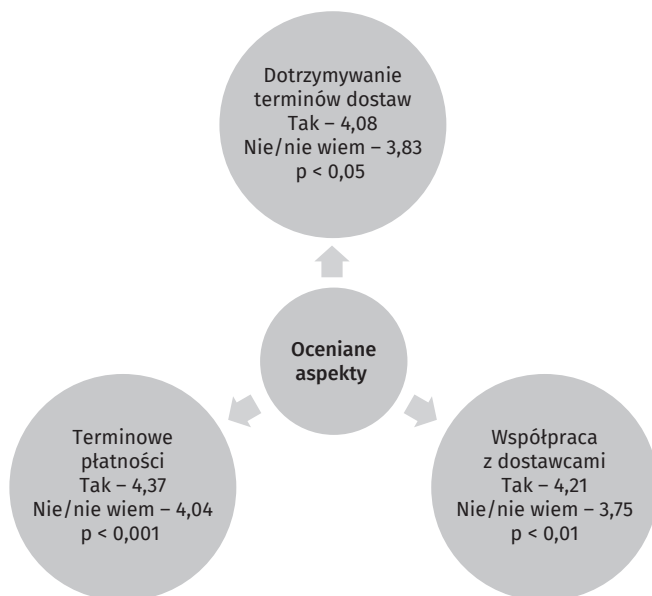 Dotrzymywanie
terminów dostaw
Tak – 4,08
Nie/nie wiem – 3,83
p < 0,05
Oceniane
aspekty
Terminowe
płatności
Tak – 4,37
Nie/nie wiem – 4,04
p < 0,001
Współpraca
z dostawcami
Tak – 4,21
Nie/nie wiem – 3,75
p < 0,01